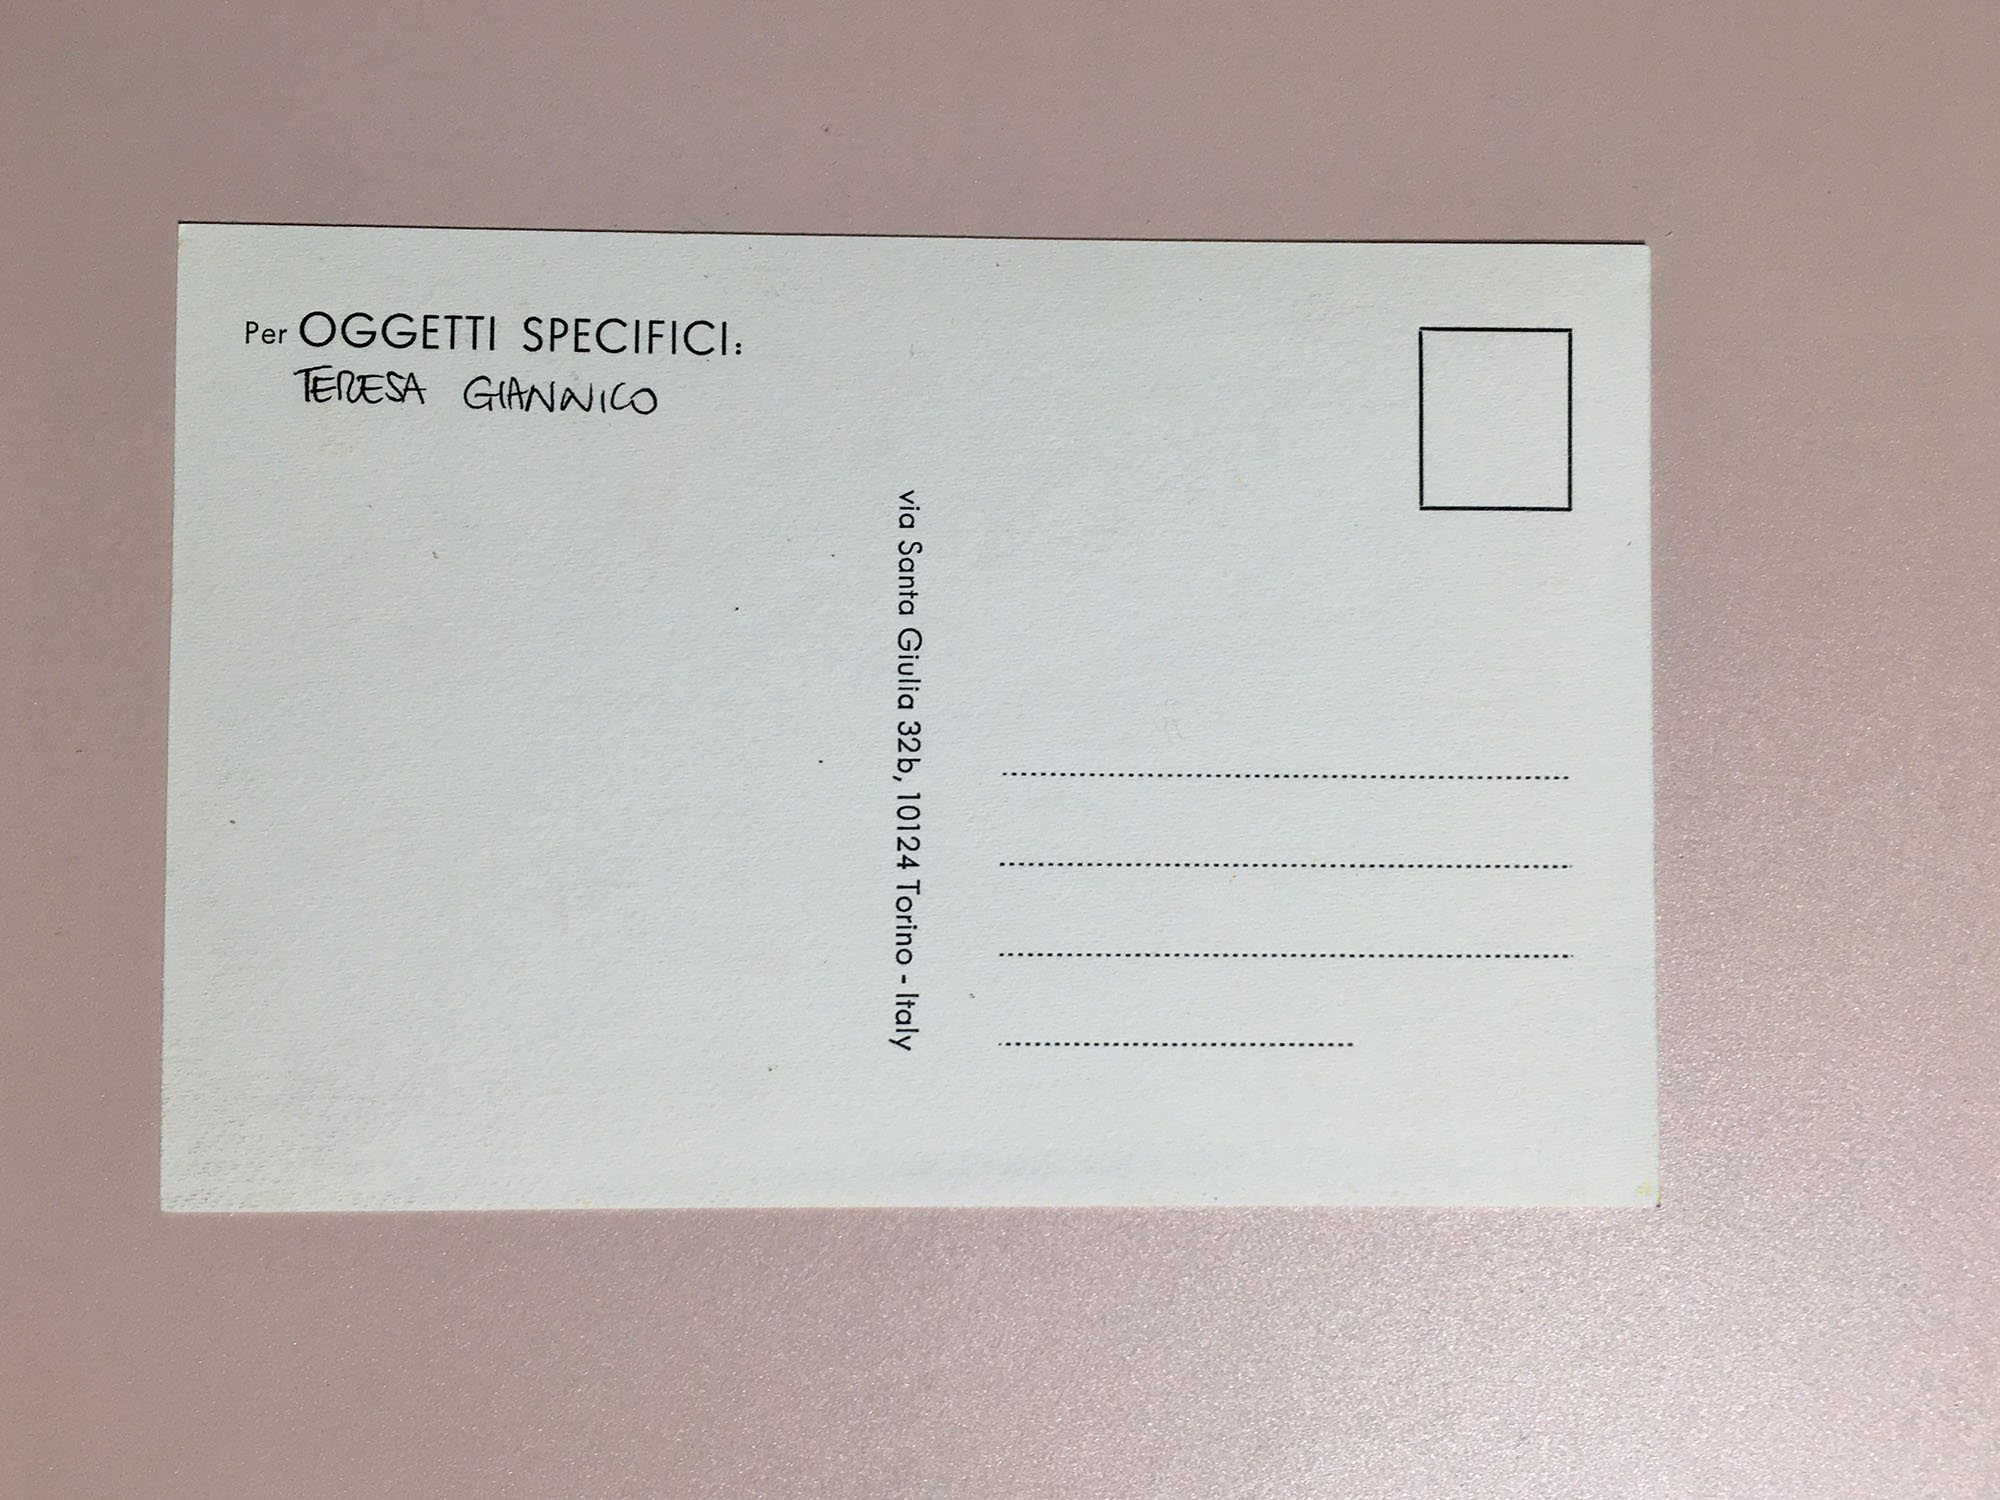 Per OGGETTI SPECIFICI:
TERESA GIANNICO
via Santa Giulia 32b, 10124 Torino - Italy